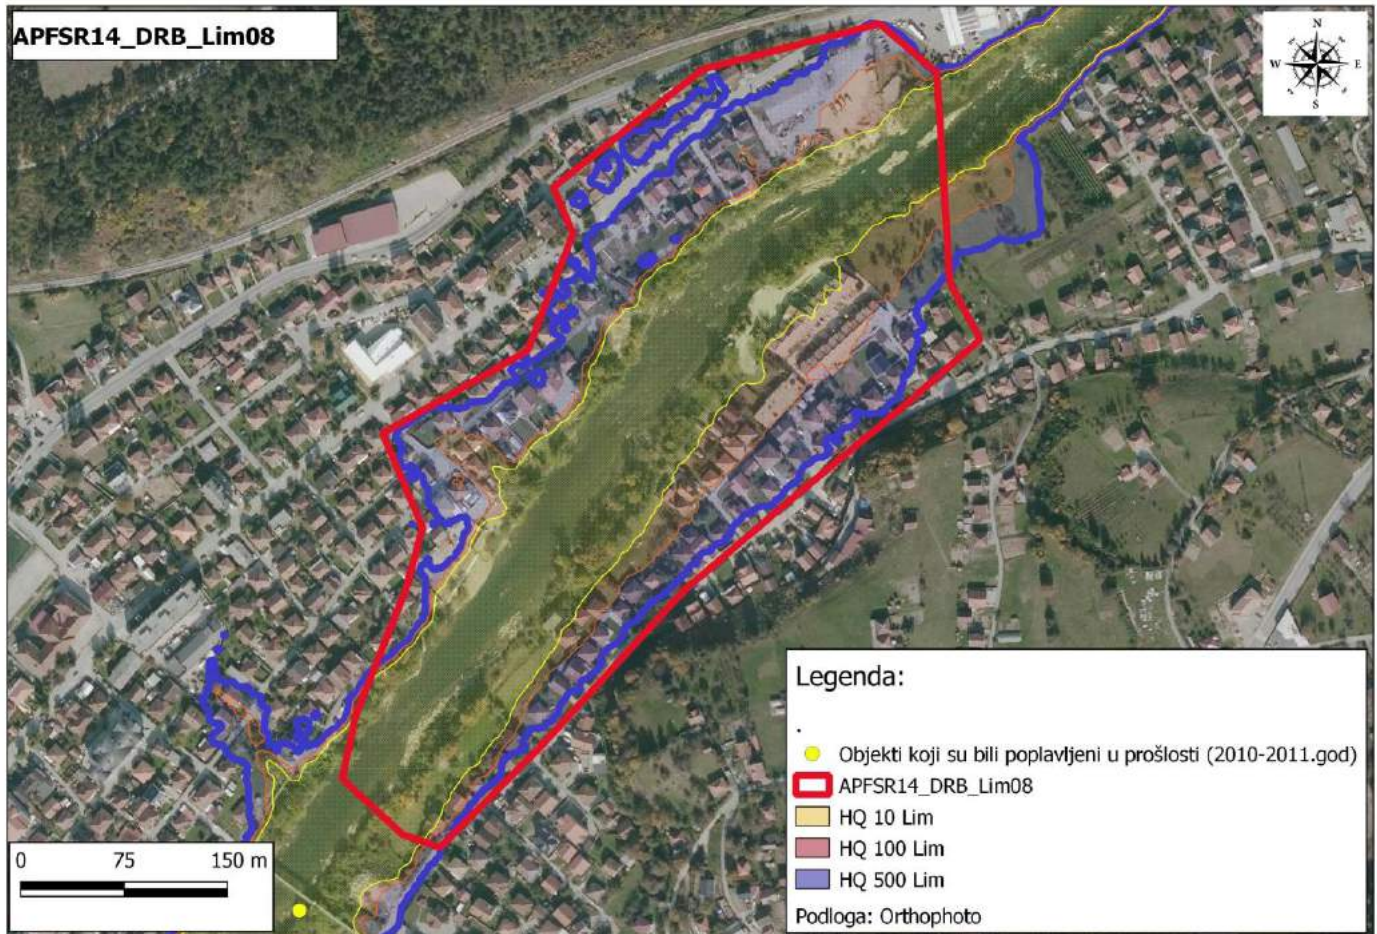 APFSR14_DRB_Lim08
N
W E
S
Legenda:
.
Objekti koji su bili poplavljeni u prošlosti (2010-2011.god)
APFSR14_DRB_Lim08
HQ 10 Lim
HQ 100 Lim
HQ 500 Lim
Podloga: Orthophoto
0 75 150 m